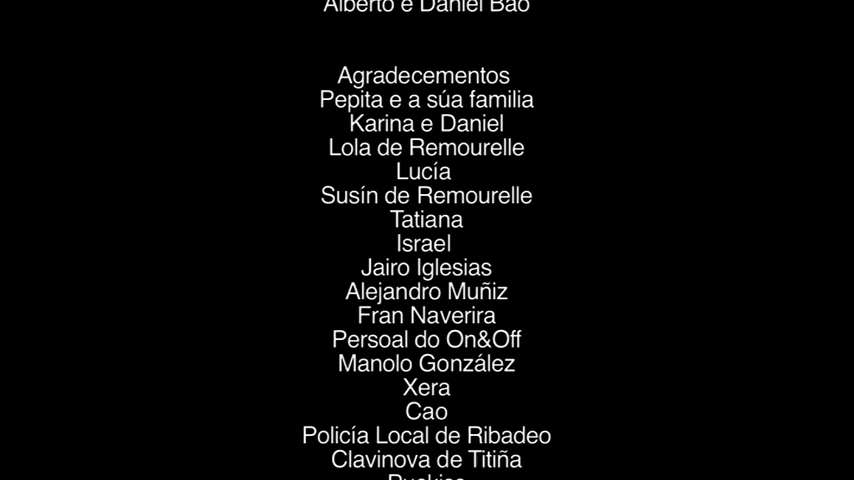 Alberto e Daniel Bao
Agradecementos
Pepita e a súa familia
Karina e Daniel
Lola de Remourelle
Lucía
Susín de Remourelle
Tatiana
Israel
Jairo Iglesias
Alejandro Muñiz
Fran Naverira
Persoal do On&Off
Manolo González
Xera
Cao
Policía Local de Ribadeo
Clavinova de Titiña